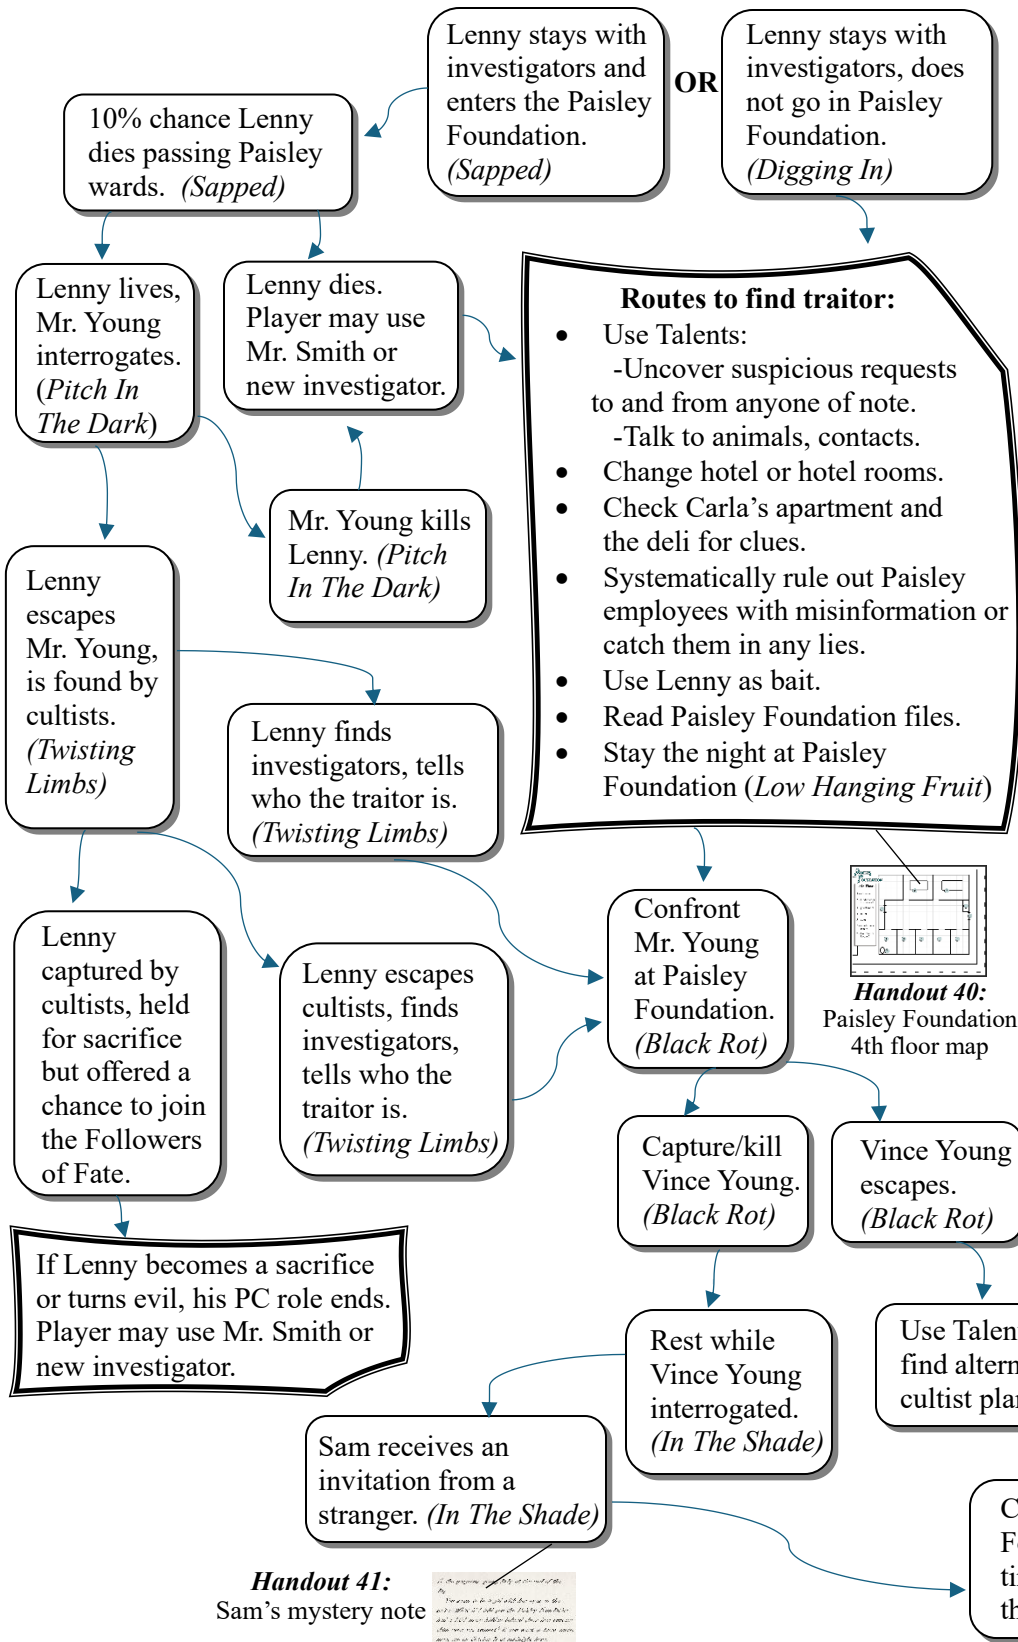 Lenny stays with
investigators and
enters the Paisley
Foundation.
(Sapped)
OR
Lenny stays with
investigators, does
not go in Paisley
Foundation.
(Digging In)
10% chance Lenny
dies passing Paisley
wards. (Sapped)
Lenny lives,
Mr. Young
interrogates.
(Pitch In
The Dark)
Lenny dies.
Player may use
Mr. Smith or
new investigator.
Mr. Young kills
Lenny. (Pitch
In The Dark)
Routes to find traitor:
• Use Talents:
-Uncover suspicious requests
to and from anyone of note.
-Talk to animals, contacts.
• Change hotel or hotel rooms.
• Check Carla’s apartment and
the deli for clues.
• Systematically rule out Paisley
employees with misinformation or
catch them in any lies.
• Use Lenny as bait.
• Read Paisley Foundation files.
• Stay the night at Paisley
Foundation (Low Hanging Fruit)
Lenny
escapes
Mr. Young,
is found by
cultists.
(Twisting
Limbs)
Lenny finds
investigators, tells
who the traitor is.
(Twisting Limbs)
Lenny
captured by
cultists, held
for sacrifice
but offered a
chance to join
the Followers
of Fate.
Lenny escapes
cultists, finds
investigators,
tells who the
traitor is.
(Twisting Limbs)
Confront
Mr. Young
at Paisley
Foundation.
(Black Rot)
Handout 40:
Paisley Foundation
4th floor map
Capture/kill
Vince Young.
(Black Rot)
Vince Young
escapes.
(Black Rot)
If Lenny becomes a sacrifice
or turns evil, his PC role ends.
Player may use Mr. Smith or
new investigator.
Rest while
Vince Young
interrogated.
(In The Shade)
Use Talen
find altern
cultist pla
Sam receives an
invitation from a
stranger. (In The Shade)
C
Fo
ti
th
Handout 41:
Sam’s mystery note